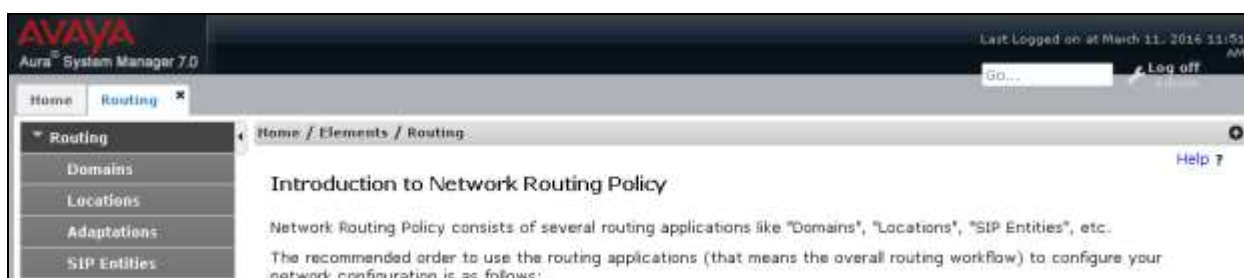 AVAYA
Aura® System Manager 7.0
Last Logged on at March 11, 2016 11:51
AM
Go...
Log off
Home
Routing ×
Routing
Domains
Locations
Adaptations
SIP Entities
Home / Elements / Routing
Help ?
Introduction to Network Routing Policy
Network Routing Policy consists of several routing applications like "Domains", "Locations", "SIP Entities", etc.
The recommended order to use the routing applications (that means the overall routing workflow) to configure your
network configuration is as follows: